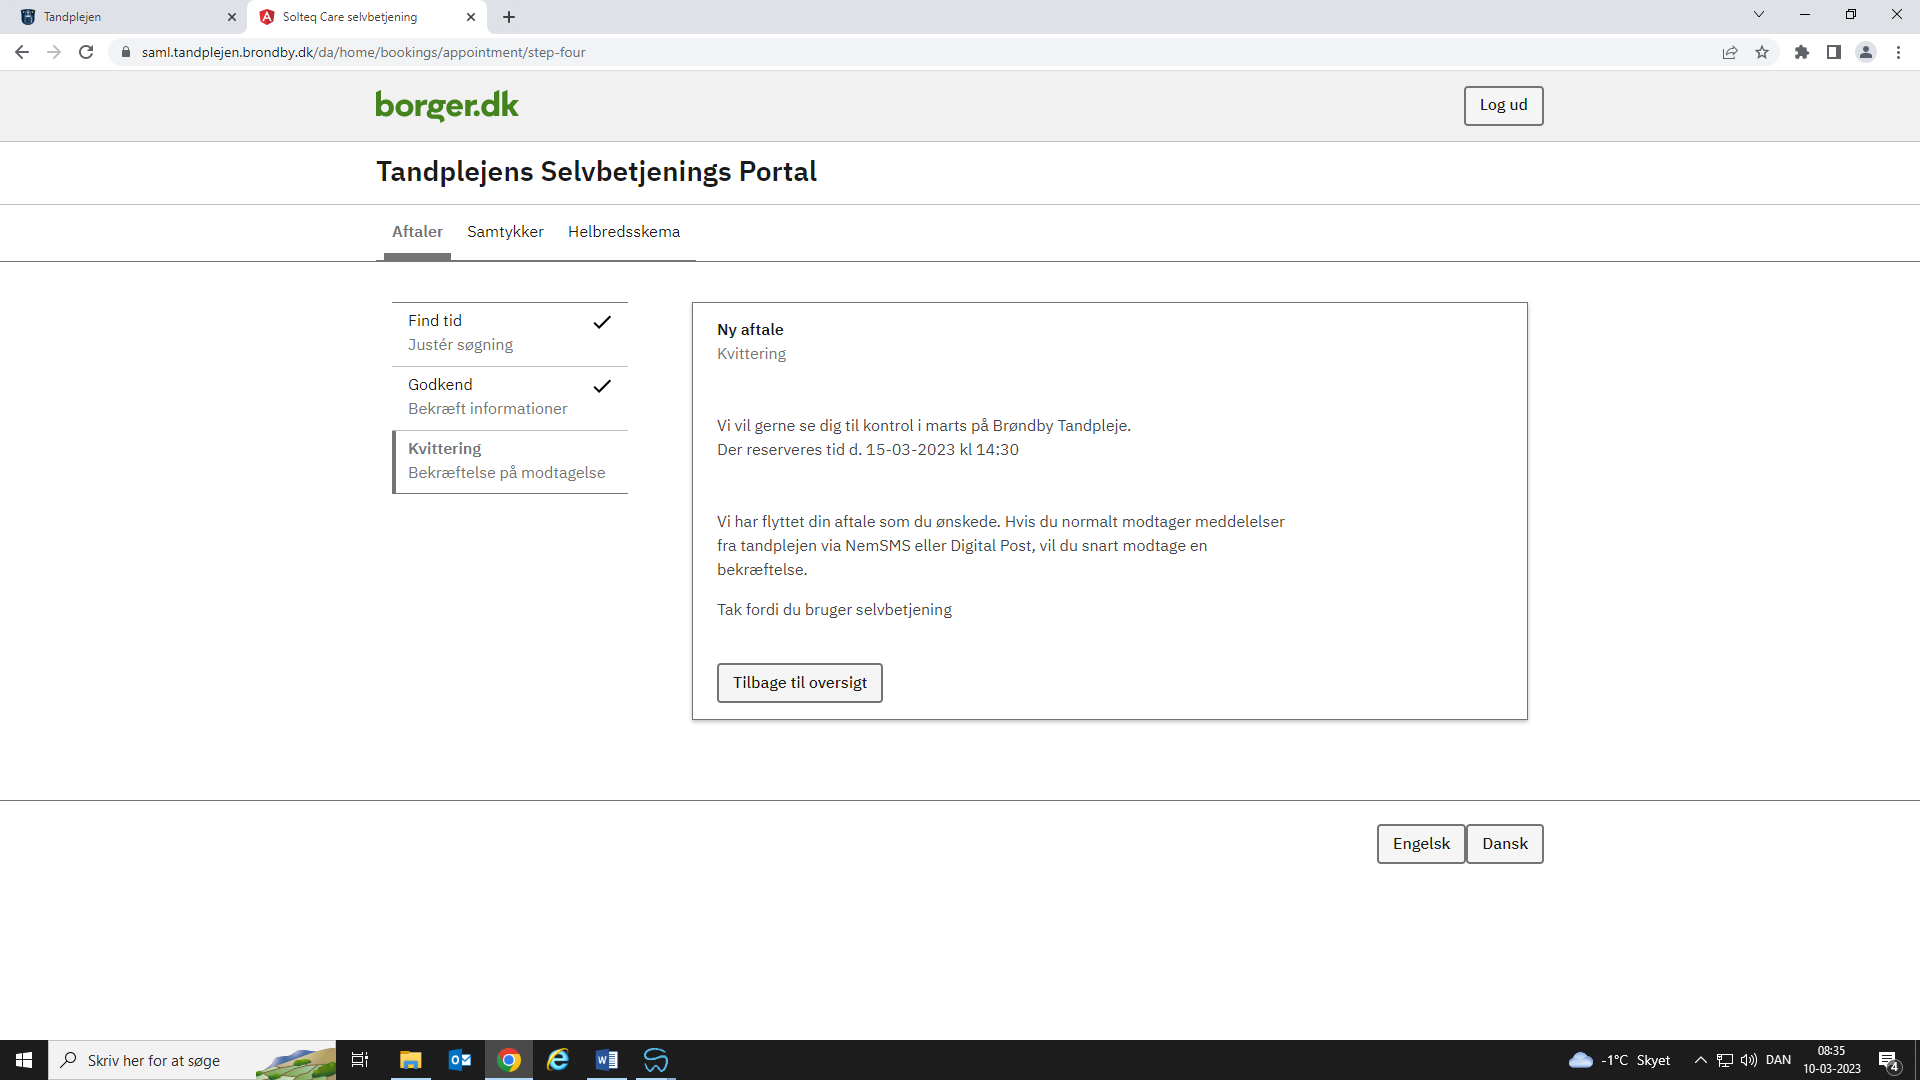 Tandplejen
Solteq Care selvbetjening
saml.tandplejen.brondby.dk/da/home/bookings/appointment/step-four
borger.dk
Log ud
Tandplejens Selvbetjenings Portal
Aftaler Samtykker Helbredsskema
Find tid
Justér søgning
Godkend
Bekræft informationer
Kvittering
Bekræftelse på modtagelse
Ny aftale
Kvittering
Vi vil gerne se dig til kontrol i marts på Brøndby Tandpleje.
Der reserveres tid d. 15-03-2023 kl 14:30
Vi har flyttet din aftale som du ønskede. Hvis du normalt modtager meddelelser
fra tandplejen via NemSMS eller Digital Post, vil du snart modtage en
bekræftelse.
Tak fordi du bruger selvbetjening
Tilbage til oversigt
Engelsk Dansk
Skriv her for at søge
-1°C Skyet
DAN
08:35
10-03-2023
4